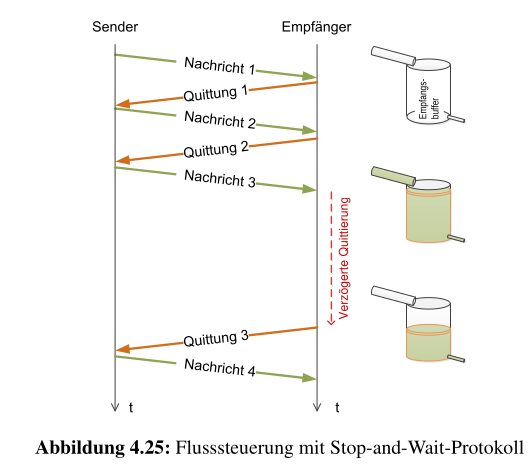 Sender
Empfänger
Nachricht 1
Quittung 1
Nachricht 2
Quittung 2
Nachricht 3
Verzögerte Quittierung
Quittung 3
Nachricht 4
t
t
Empfangs-
buffer
Abbildung 4.25: Flusssteuerung mit Stop-and-Wait-Protokoll